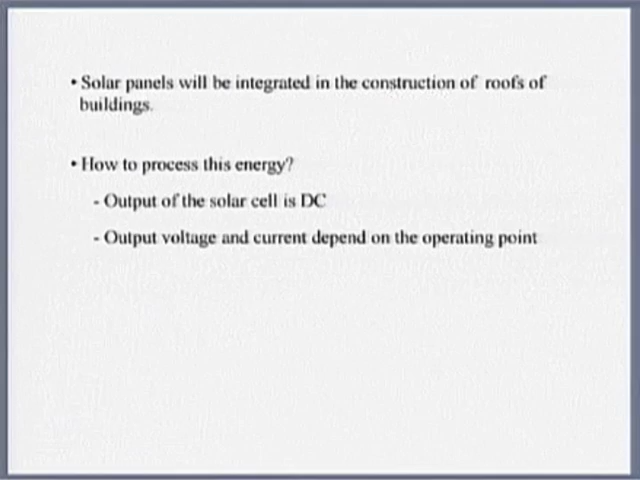 • Solar panels will be integrated in the construction of roofs of
buildings.
• How to process this energy?
- Output of the solar cell is DC
- Output voltage and current depend on the operating point